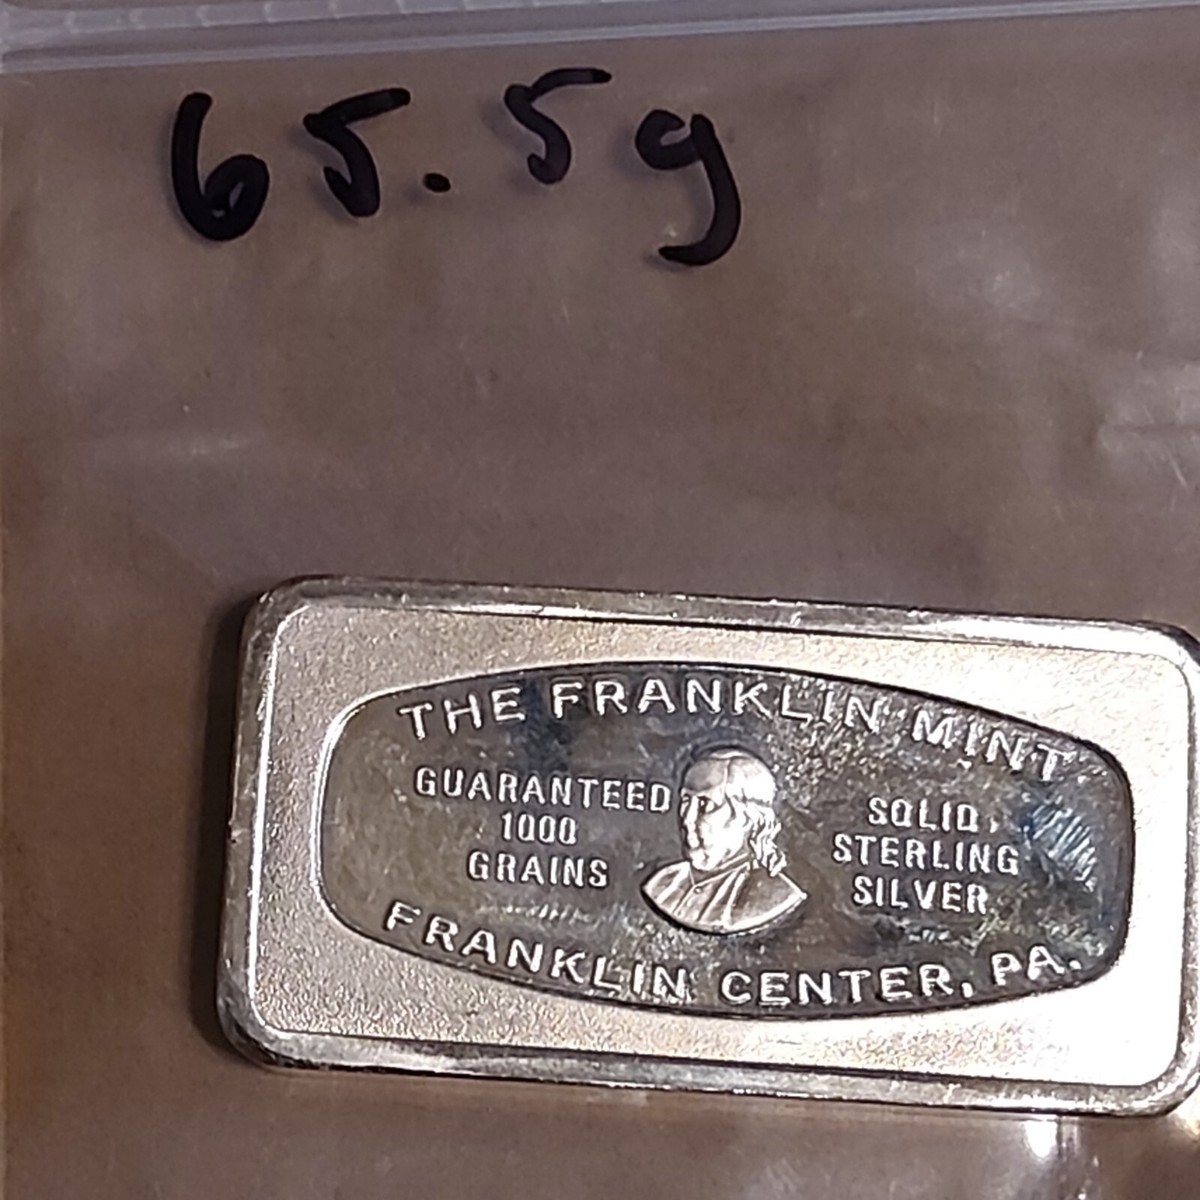 65.5g
THE FRANKLIN MINT
GUARANTEED
1000
GRAINS
SOLID
STERLING
SILVER
FRANKLIN CENTER, PA.